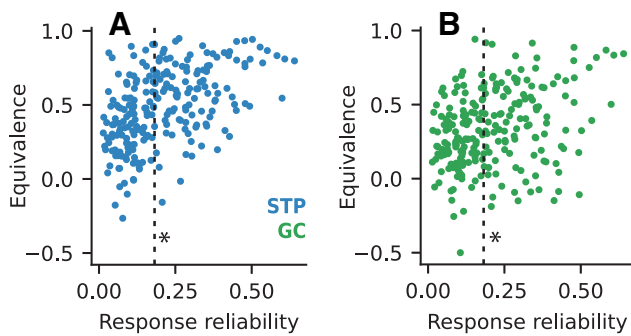 A
B
1.0
0.5
0.0
−0.5
Equivalence
STP
GC
*
0.00
0.25
0.50
Response reliability
1.0
0.5
0.0
−0.5
Equivalence
*
0.00
0.25
0.50
Response reliability